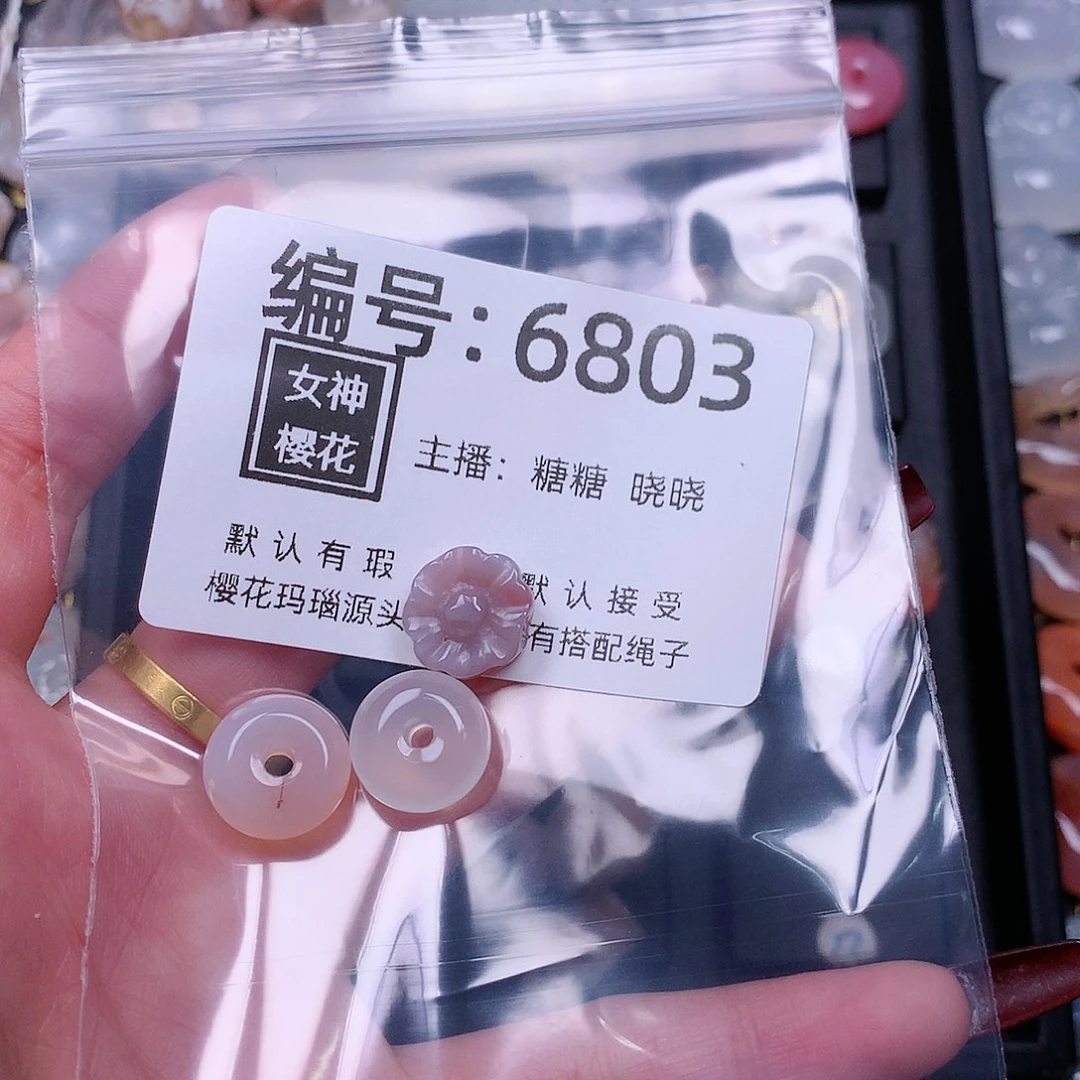 编号:6803
女神
樱花
主播: 糖糖 晓晓
默认有瑕 默认接受
樱花玛瑙源头 有搭配绳子